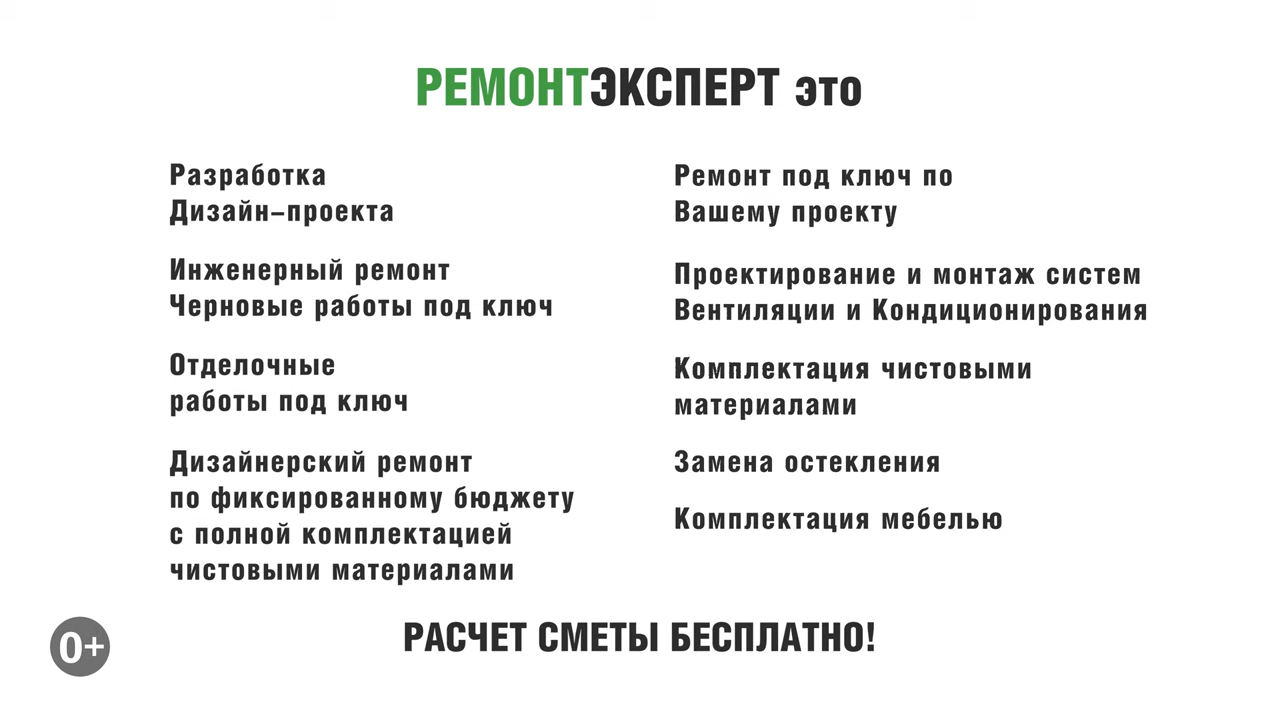 РЕМОНТЭКСПЕРТ это
Разработка
Дизайн-проекта
Инженерный ремонт
Черновые работы под ключ
Отделочные
работы под ключ
Дизайнерский ремонт
по фиксированному бюджету
с полной комплектацией
чистовыми материалами
Ремонт под ключ по
Вашему проекту
Проектирование и монтаж систем
Вентиляции и Кондиционирования
Комплектация чистовыми
материалами
Замена остекления
Комплектация мебелью
РАСЧЕТ СМЕТЫ БЕСПЛАТНО!
0+